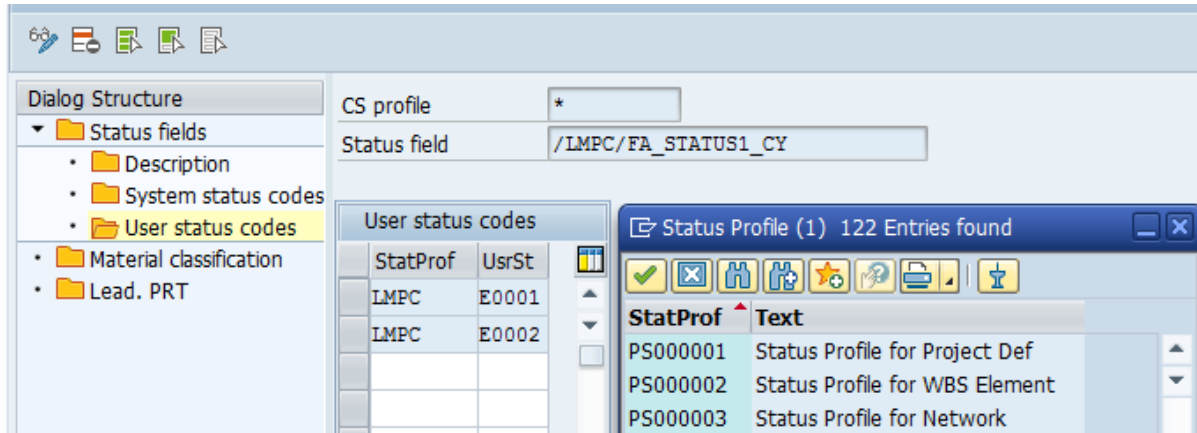 Dialog Structure
Status fields
Description
System status codes
User status codes
Material classification
Lead. PRT
CS profile *
Status field /LMPC/FA_STATUS1_CY
User status codes
StatProf UsrSt
LMPC E0001
LMPC E0002
Status Profile (1) 122 Entries found
StatProf Text
PS000001 Status Profile for Project Def
PS000002 Status Profile for WBS Element
PS000003 Status Profile for Network